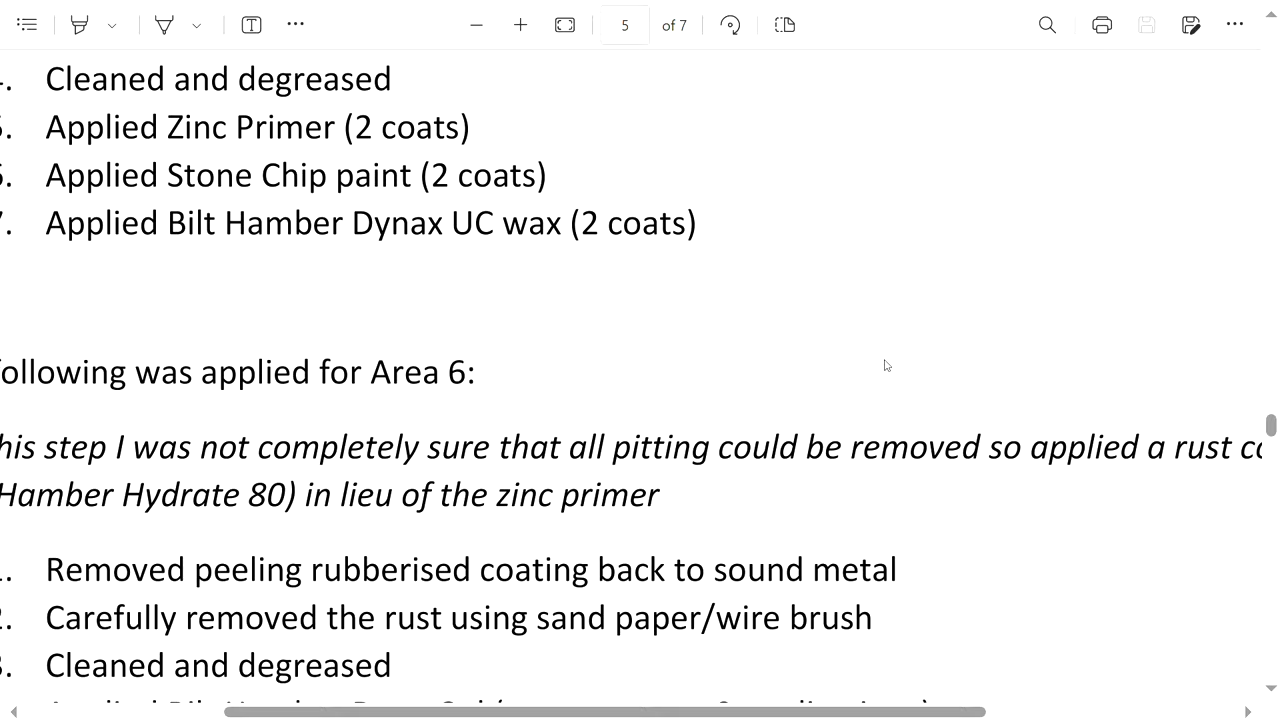 5 of 7
. Cleaned and degreased
. Applied Zinc Primer (2 coats)
. Applied Stone Chip paint (2 coats)
. Applied Bilt Hamber Dynax UC wax (2 coats)
ollowing was applied for Area 6:
his step I was not completely sure that all pitting could be removed so applied a rust co
Hamber Hydrate 80) in lieu of the zinc primer
. Removed peeling rubberised coating back to sound metal
. Carefully removed the rust using sand paper/wire brush
. Cleaned and degreased